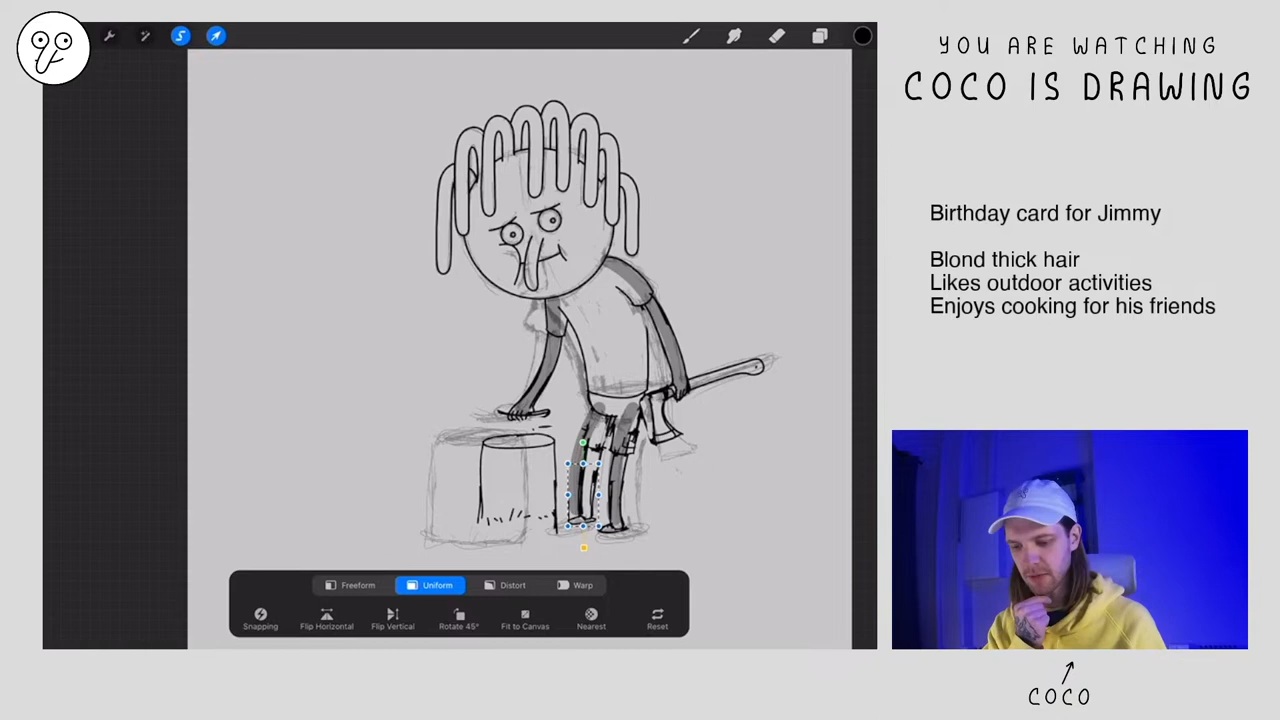 YOU ARE WATCHING
COCO IS DRAWING
Birthday card for Jimmy
Blond thick hair
Likes outdoor activities
Enjoys cooking for his friends
S
Freeform
Uniform
Distort
Warp
Snapping
Flip Horizontal
Flip Vertical
Rotate 45°
Fit to Canvas
Nearest
Reset
COCO